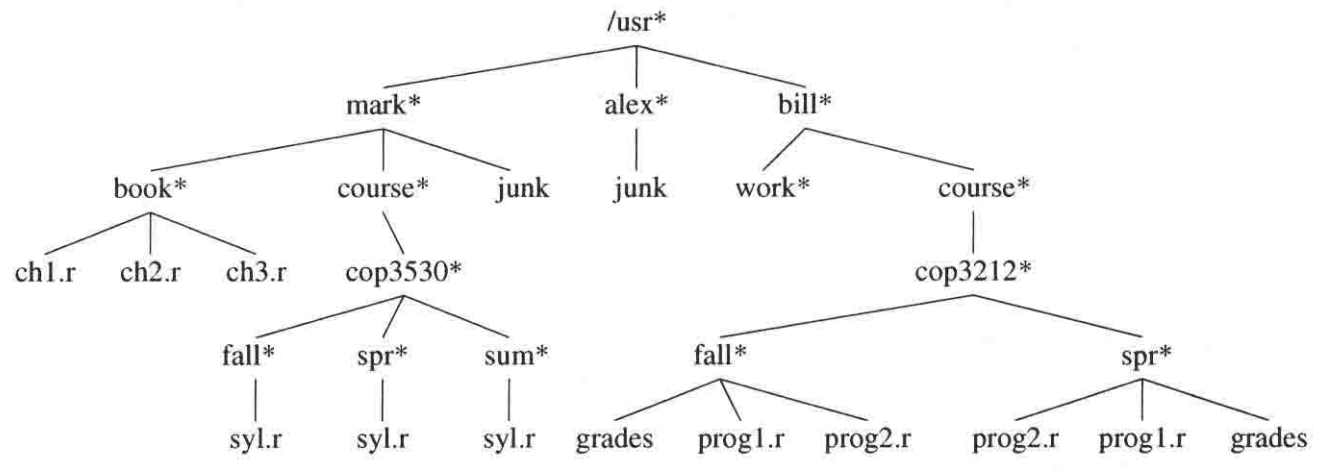 /usr*
mark* alex* bill*
book* course* junk junk work* course*
ch1.r ch2.r ch3.r cop3530* cop3212*
fall* spr* sum* fall* spr*
syl.r syl.r syl.r grades prog1.r prog2.r prog2.r prog1.r grades